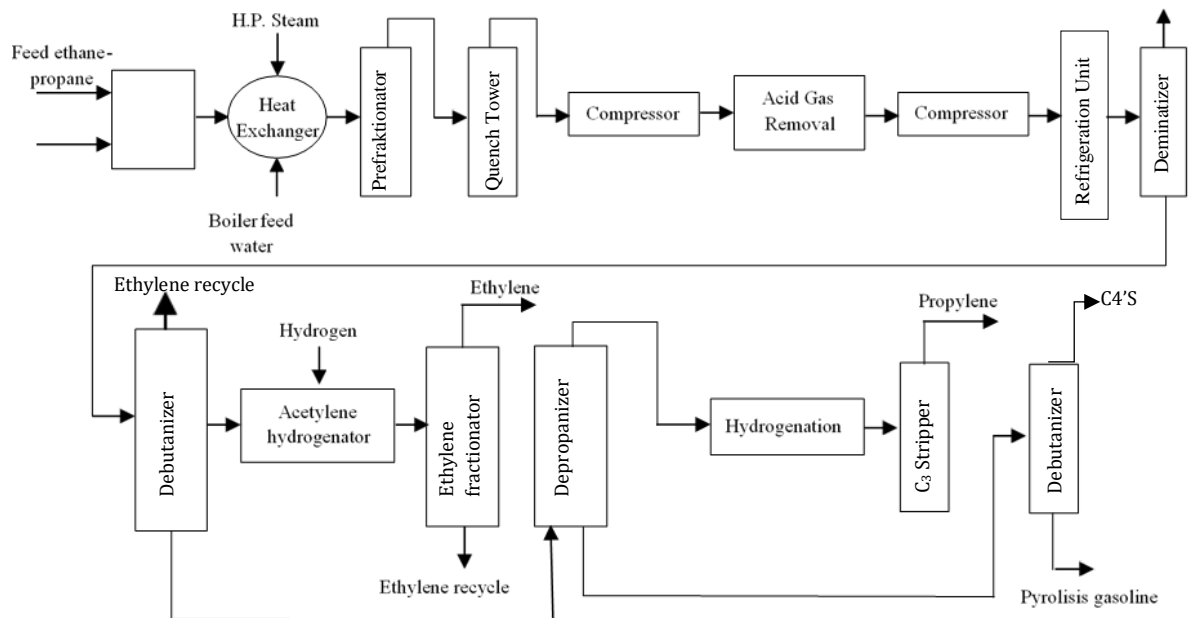 H.P. Steam
Feed ethane-
propane
Heat
Exchanger
Boiler feed
water
Prefraktionator
Quench Tower
Compressor
Acid Gas
Removal
Compressor
Refrigeration Unit
Deminatizer
Ethylene recycle
Debutanizer
Hydrogen
Acetylene
hydrogenator
Ethylene
fractionator
Ethylene
Ethylene recycle
Depropanizer
Hydrogenation
C₃ Stripper
Propylene
Debutanizer
C4'S
Pyrolisis gasoline